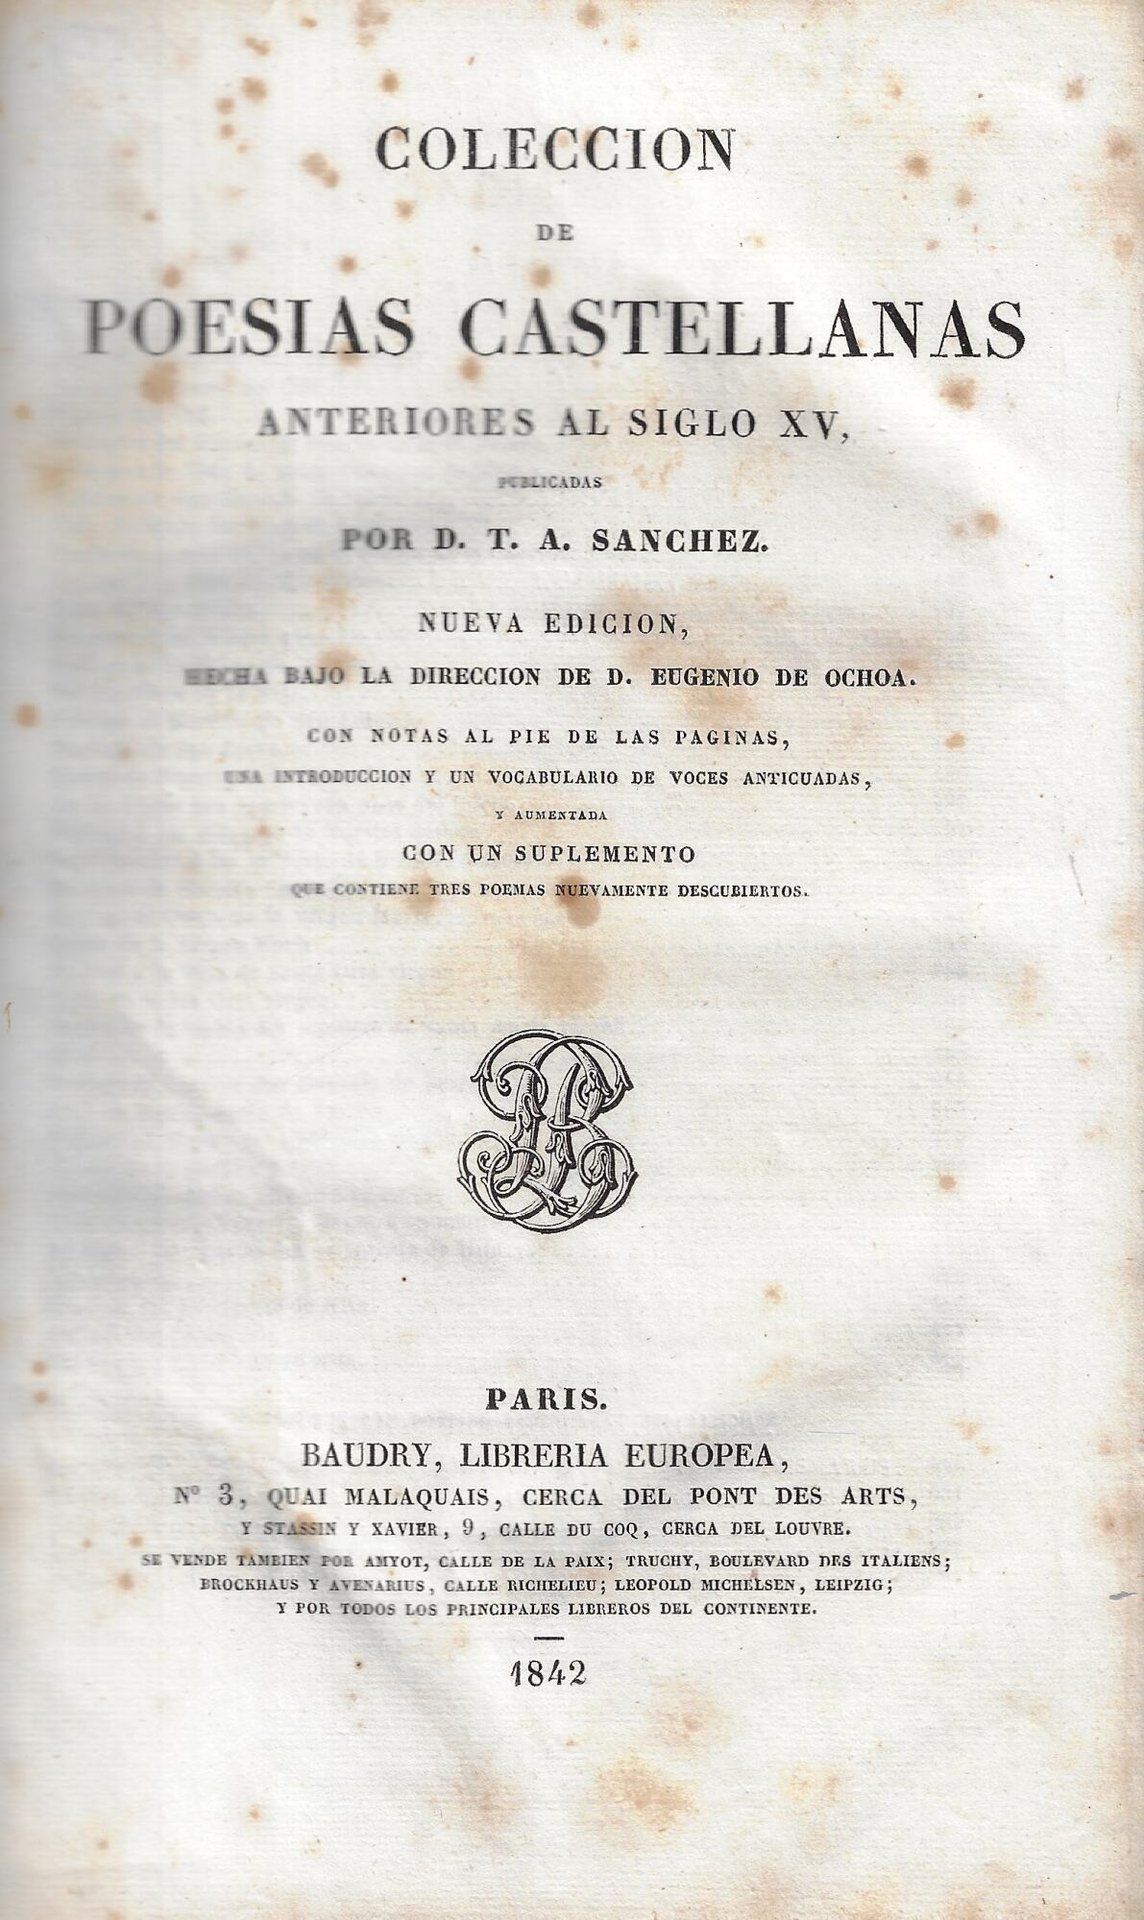 COLECCION
DE
POESIAS CASTELLANAS
ANTERIORES AL SIGLO XV,
PUBLICADAS
POR D. T. A. SANCHEZ.
NUEVA EDICION,
HECHA BAJO LA DIRECCION DE D. EUGENIO DE OCHOA.
CON NOTAS AL PIE DE LAS PAGINAS,
UNA INTRODUCCION Y UN VOCABULARIO DE VOCES ANTICUADAS,
Y AUMENTADA
CON UN SUPLEMENTO
QUE CONTIENE TRES POEMAS NUEVAMENTE DESCUBIERTOS.
PARIS.
BAUDRY, LIBRERIA EUROPEA,
Nº 3, QUAI MALAQUAIS, CERCA DEL PONT DES ARTS,
Y STASSIN Y XAVIER, 9, CALLE DU COQ, CERCA DEL LOUVRE.
SE VENDE TAMBIEN POR AMYOT, CALLE DE LA PAIX; TRUCHY, BOULEVARD DES ITALIENS;
BROCKHAUS Y AVENARIUS, CALLE RICHELIEU; LEOPOLD MICHELSEN, LEIPZIG;
Y POR TODOS LOS PRINCIPALES LIBREROS DEL CONTINENTE.
1842